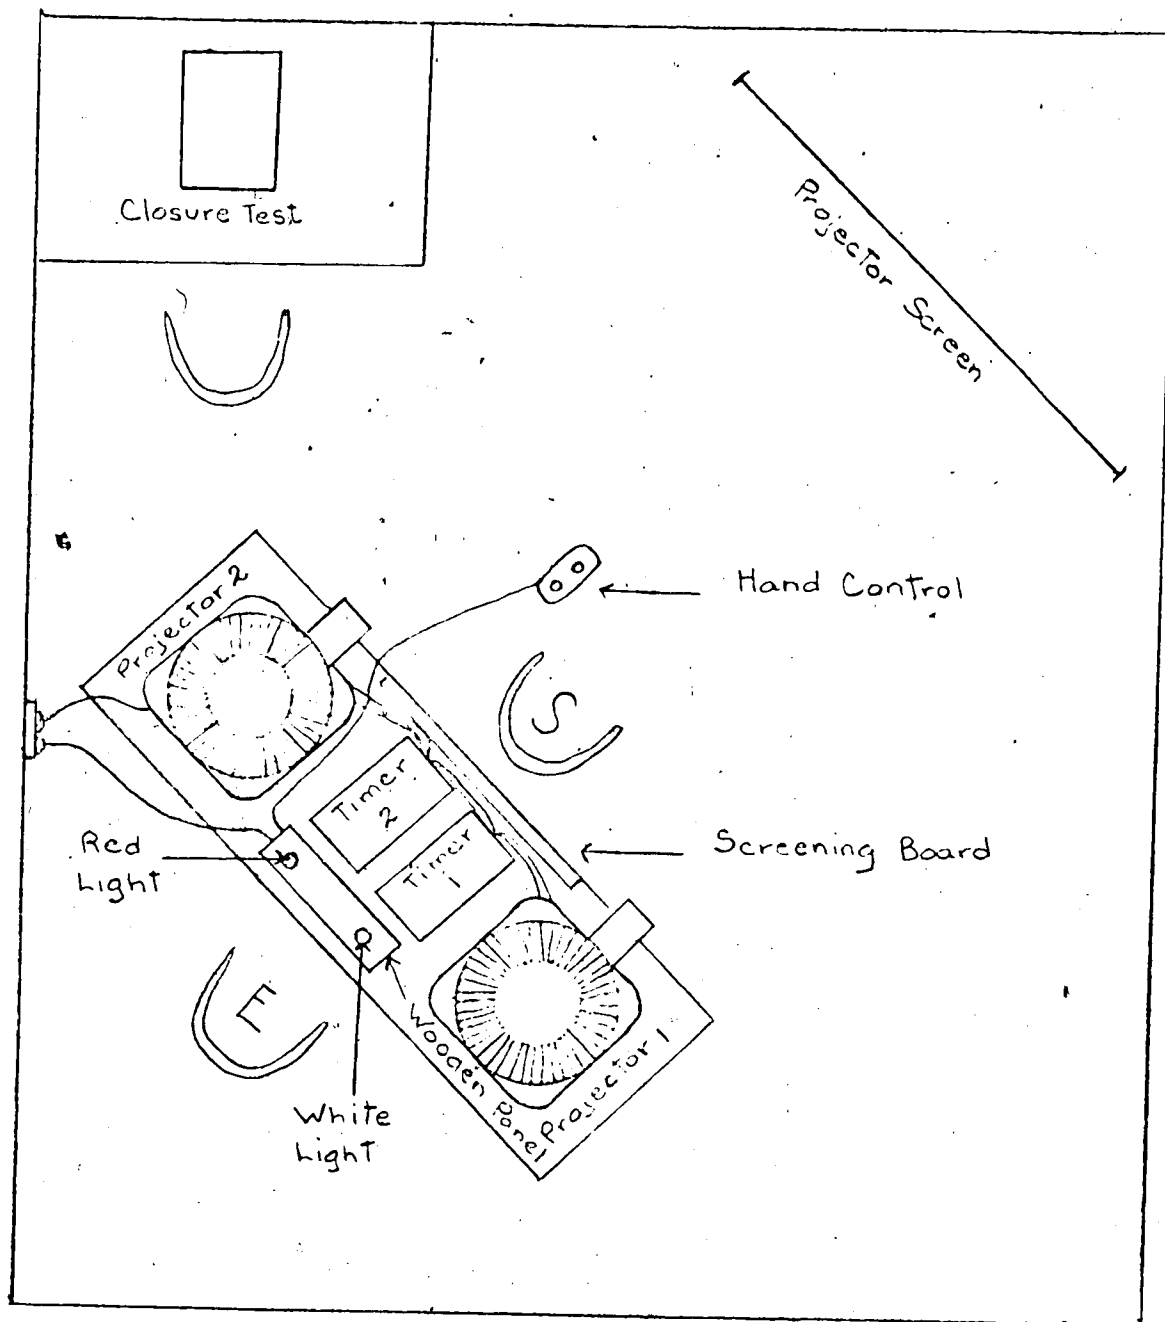 Closure Test
Projector Screen
Hand Control
Projector 2
S
Timer
2
Timer
1
Red
Light
Screening Board
E
Wooden Panel
Projector 1
White
Light